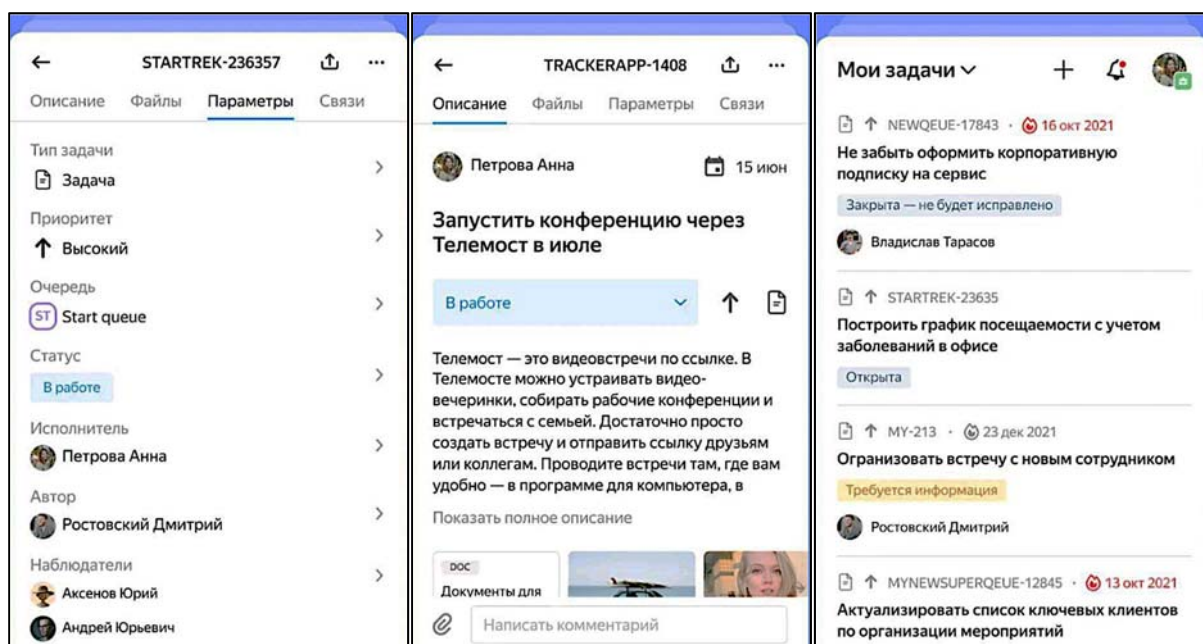 STARTREK-236357
Описание Файлы Параметры Связи
Тип задачи
Задача
Приоритет
Высокий
Очередь
ST Start queue
Статус
В работе
Исполнитель
Петрова Анна
Автор
Ростовский Дмитрий
Наблюдатели
Аксенов Юрий
Андрей Юрьевич
TRACKERAPP-1408
Описание Файлы Параметры Связи
Петрова Анна 15 июн
Запустить конференцию через
Телемост в июле
В работе
Телемост — это видеовстречи по ссылке. В
Телемосте можно устраивать видео-
вечеринки, собирать рабочие конференции и
встречаться с семьей. Достаточно просто
создать встречу и отправить ссылку друзьям
или коллегам. Проводите встречи там, где вам
удобно — в программе для компьютера, в
Показать полное описание
DOC
Документы для
Написать комментарий
Мои задачи
NEWQEUE-17843 · 16 окт 2021
Не забыть оформить корпоративную
подписку на сервис
Закрыта — не будет исправлено
Владислав Тарасов
STARTREK-23635
Построить график посещаемости с учетом
заболеваний в офисе
Открыта
MY-213 · 23 дек 2021
Огранизовать встречу с новым сотрудником
Требуется информация
Ростовский Дмитрий
MYNEWSUPERQEUE-12845 · 13 окт 2021
Актуализировать список ключевых клиентов
по организации мероприятий